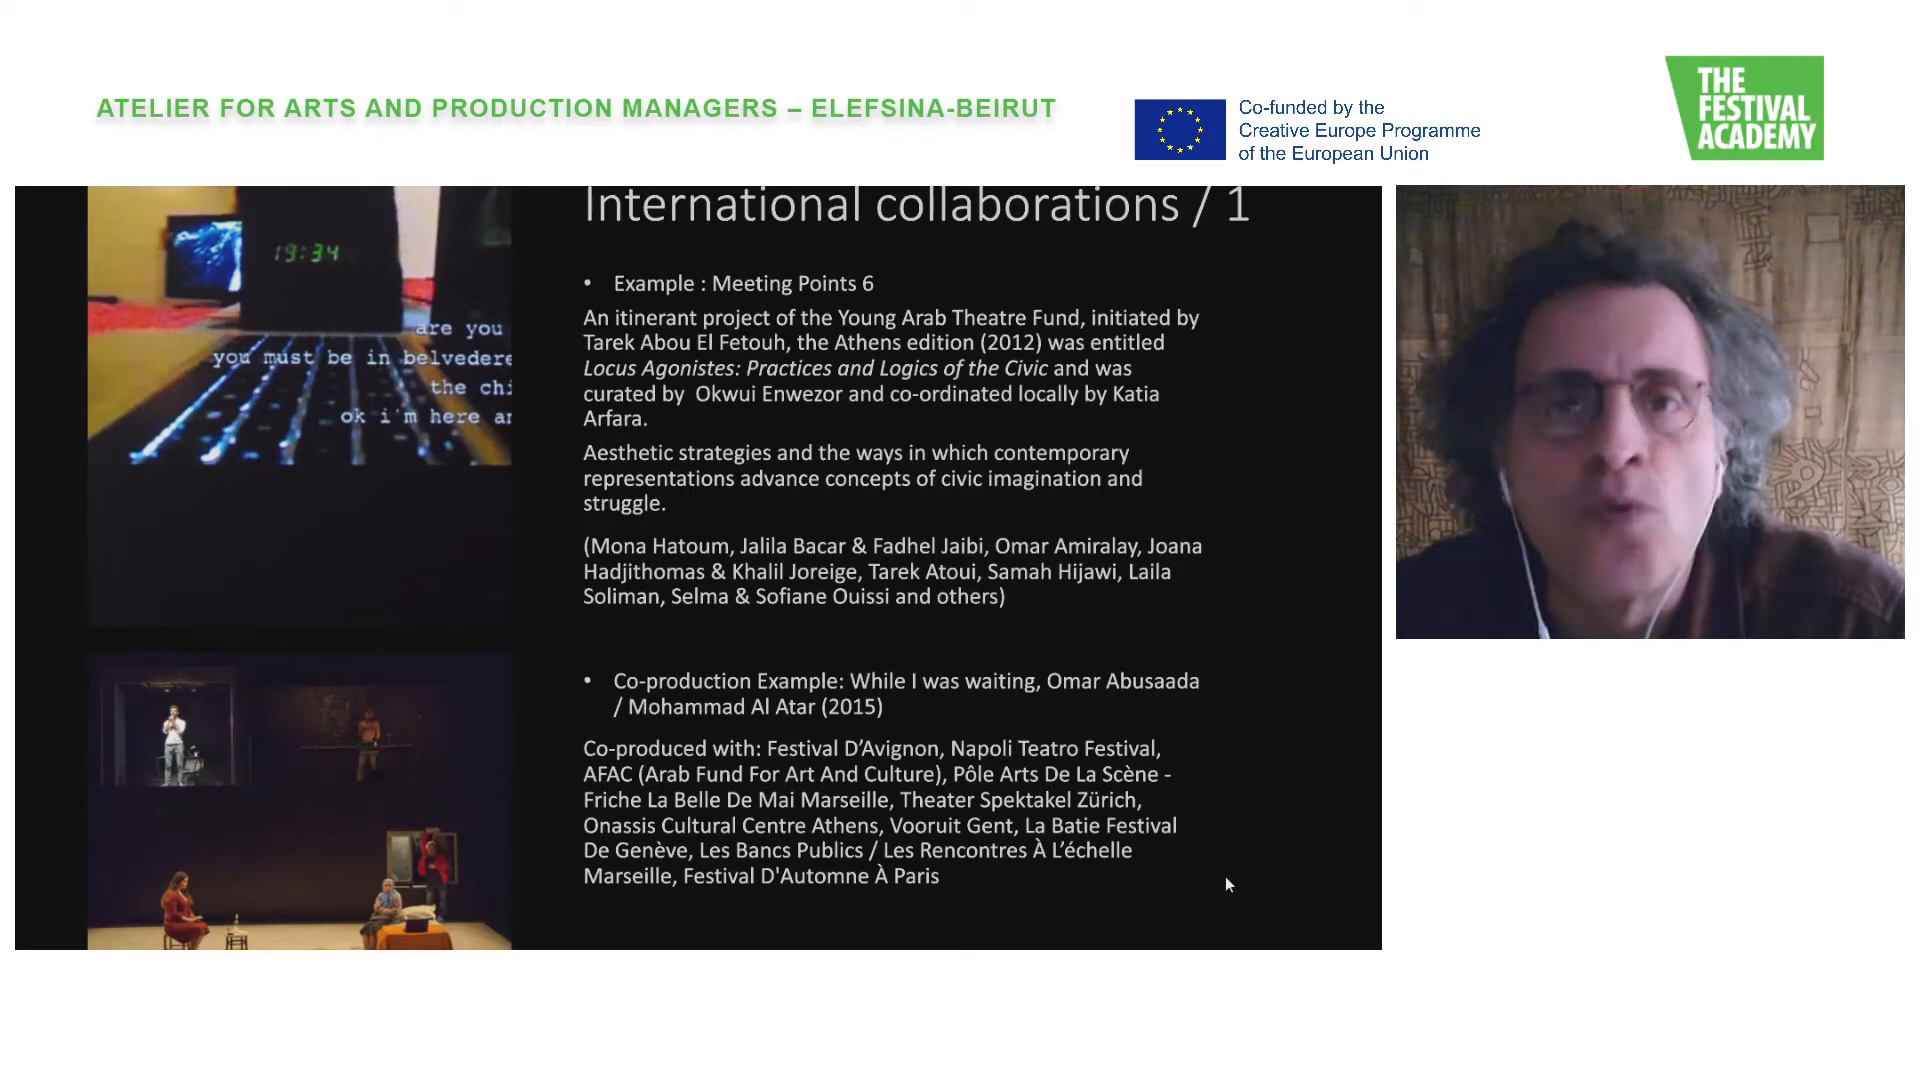 ATELIER FOR ARTS AND PRODUCTION MANAGERS – ELEFSINA-BEIRUT
Co-funded by the
Creative Europe Programme
of the European Union
THE
FESTIVAL
ACADEMY
International collaborations / 1
19:34
are you
you must be in belvedere
the chi
ok i'm here an
• Example : Meeting Points 6
An itinerant project of the Young Arab Theatre Fund, initiated by
Tarek Abou El Fetouh, the Athens edition (2012) was entitled
Locus Agonistes: Practices and Logics of the Civic and was
curated by Okwui Enwezor and co-ordinated locally by Katia
Arfara.
Aesthetic strategies and the ways in which contemporary
representations advance concepts of civic imagination and
struggle.
(Mona Hatoum, Jalila Bacar & Fadhel Jaibi, Omar Amiralay, Joana
Hadjithomas & Khalil Joreige, Tarek Atoui, Samah Hijawi, Laila
Soliman, Selma & Sofiane Ouissi and others)
• Co-production Example: While I was waiting, Omar Abusaada
/ Mohammad Al Atar (2015)
Co-produced with: Festival D’Avignon, Napoli Teatro Festival,
AFAC (Arab Fund For Art And Culture), Pôle Arts De La Scène -
Friche La Belle De Mai Marseille, Theater Spektakel Zürich,
Onassis Cultural Centre Athens, Vooruit Gent, La Batie Festival
De Genève, Les Bancs Publics / Les Rencontres À L’échelle
Marseille, Festival D'Automne À Paris